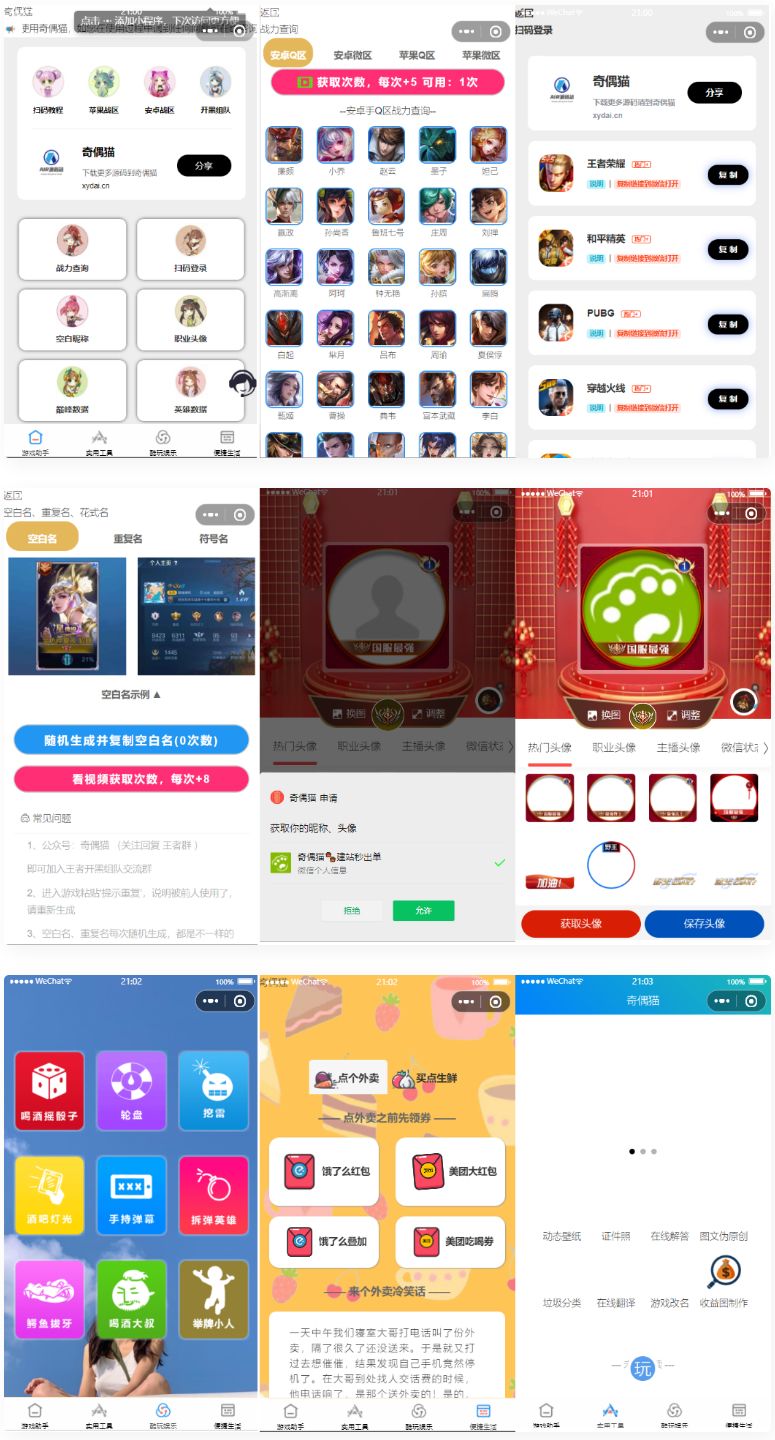 奇偶猫
点击 ··· 添加小程序，下次访问更方便
扫码教程 苹果战区 安卓战区 开黑组队
奇偶猫
下载更多源码请到奇偶猫
xydai.cn
分享
战力查询 扫码登录
空白昵称 职业头像
巅峰数据 英雄数据
游戏助手 实用工具 酷玩娱乐 便捷生活
返回
战力查询
安卓Q区 安卓微区 苹果Q区 苹果微区
获取次数，每次+5 可用：1次
--安卓手Q区战力查询--
廉颇 小乔 赵云 墨子 妲己
嬴政 孙尚香 鲁班七号 庄周 刘禅
高渐离 阿轲 钟无艳 孙膑 扁鹊
白起 芈月 吕布 周瑜 夏侯惇
甄姬 曹操 典韦 宫本武藏 李白
返回
扫码登录
奇偶猫
下载更多源码请到奇偶猫
xydai.cn
分享
王者荣耀 热门
说明 | 复制链接到微信打开
复制
和平精英 热门
说明 | 复制链接到微信打开
复制
PUBG 热门
说明 | 复制链接到微信打开
复制
穿越火线 热门
说明 | 复制链接到微信打开
复制
返回
空白名、重复名、花式名
空白名 重复名 符号名
个人主页 ?
21%
空白名示例 ▲
随机生成并复制空白名(0次数)
看视频获取次数，每次+8
常见问题
1、公众号：奇偶猫 （关注回复 王者群 ）
即可加入王者开黑组队交流群
2、进入游戏粘贴'提示重复'，说明被前人使用了，
请重新生成
3、空白名、重复名每次随机生成，都是不一样的
WeChat 21:01 100%
1
国服最强
换图 调整
热门头像 职业头像 主播头像 微信状态
奇偶猫 申请
获取你的昵称、头像
奇偶猫 建站秒出单
微信个人信息
拒绝 允许
WeChat 21:01 100%
1
国服最强
换图 调整
热门头像 职业头像 主播头像 微信状态
加油! 野王
获取头像 保存头像
WeChat 21:02 100%
喝酒摇骰子 轮盘 挖雷
酒吧灯光 手持弹幕 拆弹英雄
鳄鱼拔牙 喝酒大叔 举牌小人
游戏助手 实用工具 酷玩娱乐 便捷生活
奇偶猫
WeChat 21:02 100%
点个外卖 买点生鲜
—— 点外卖之前先领券 ——
饿了么红包 美团大红包
饿了么叠加 美团吃喝券
—— 来个外卖冷笑话 ——
一天中午我们寝室大哥打电话叫了份外
卖，隔了很久了还没送来。于是就又打
过去想催催，结果发现自己手机竟然停
机了。在大哥到处找人交话费的时候，
他电话响了，是那个送外卖的！是的，
游戏助手 实用工具 酷玩娱乐 便捷生活
WeChat 21:03 100%
奇偶猫
动态壁纸 证件照 在线解答 图文伪原创
垃圾分类 在线翻译 游戏改名 收益图制作
玩
游戏助手 实用工具 酷玩娱乐 便捷生活